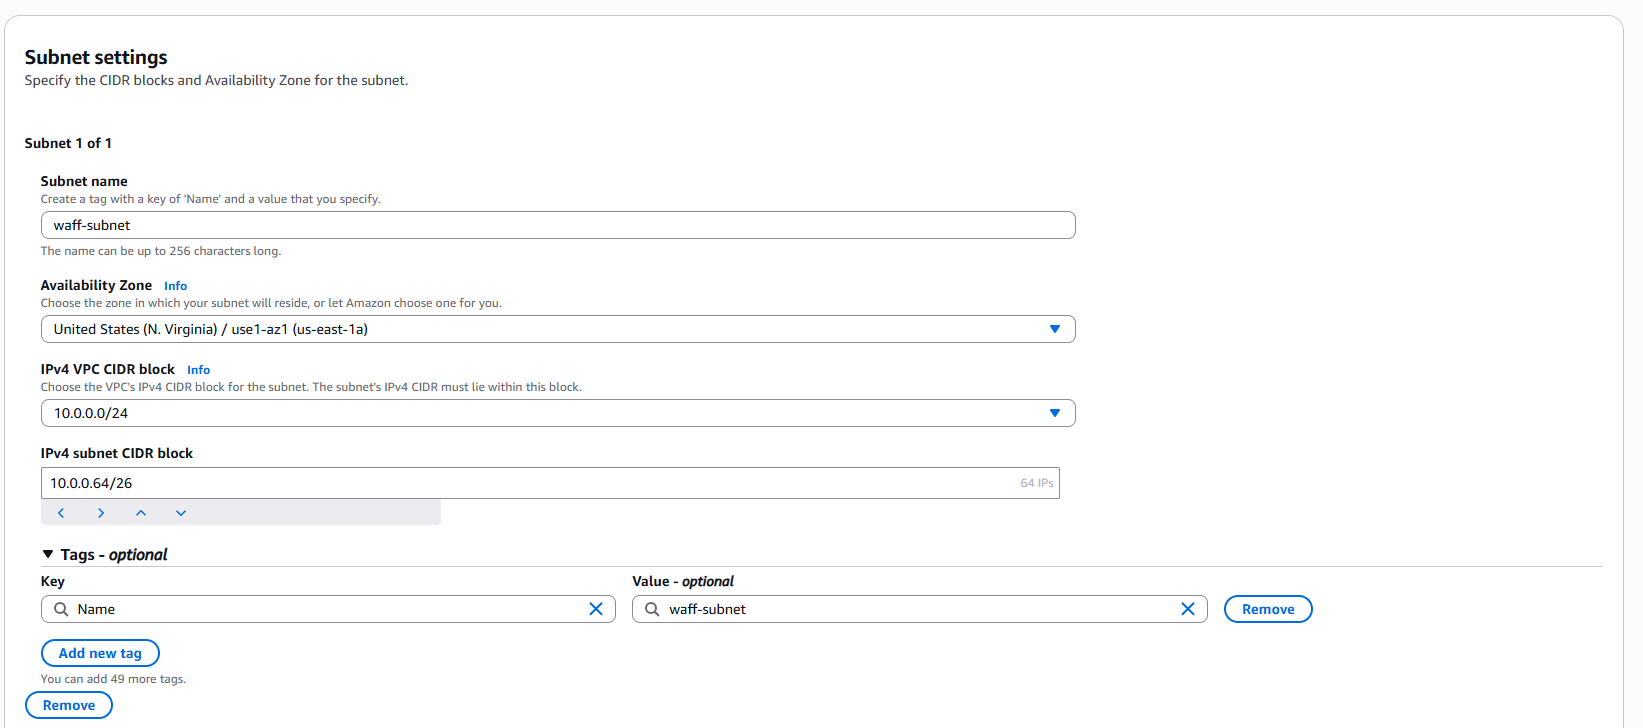 Subnet settings
Specify the CIDR blocks and Availability Zone for the subnet.
Subnet 1 of 1
Subnet name
Create a tag with a key of 'Name' and a value that you specify.
waff-subnet
The name can be up to 256 characters long.
Availability Zone Info
Choose the zone in which your subnet will reside, or let Amazon choose one for you.
United States (N. Virginia) / use1-az1 (us-east-1a)
IPv4 VPC CIDR block Info
Choose the VPC's IPv4 CIDR block for the subnet. The subnet's IPv4 CIDR must lie within this block.
10.0.0.0/24
IPv4 subnet CIDR block
10.0.0.64/26 64 IPs
Tags - optional
Key Value - optional
Name waff-subnet Remove
Add new tag
You can add 49 more tags.
Remove